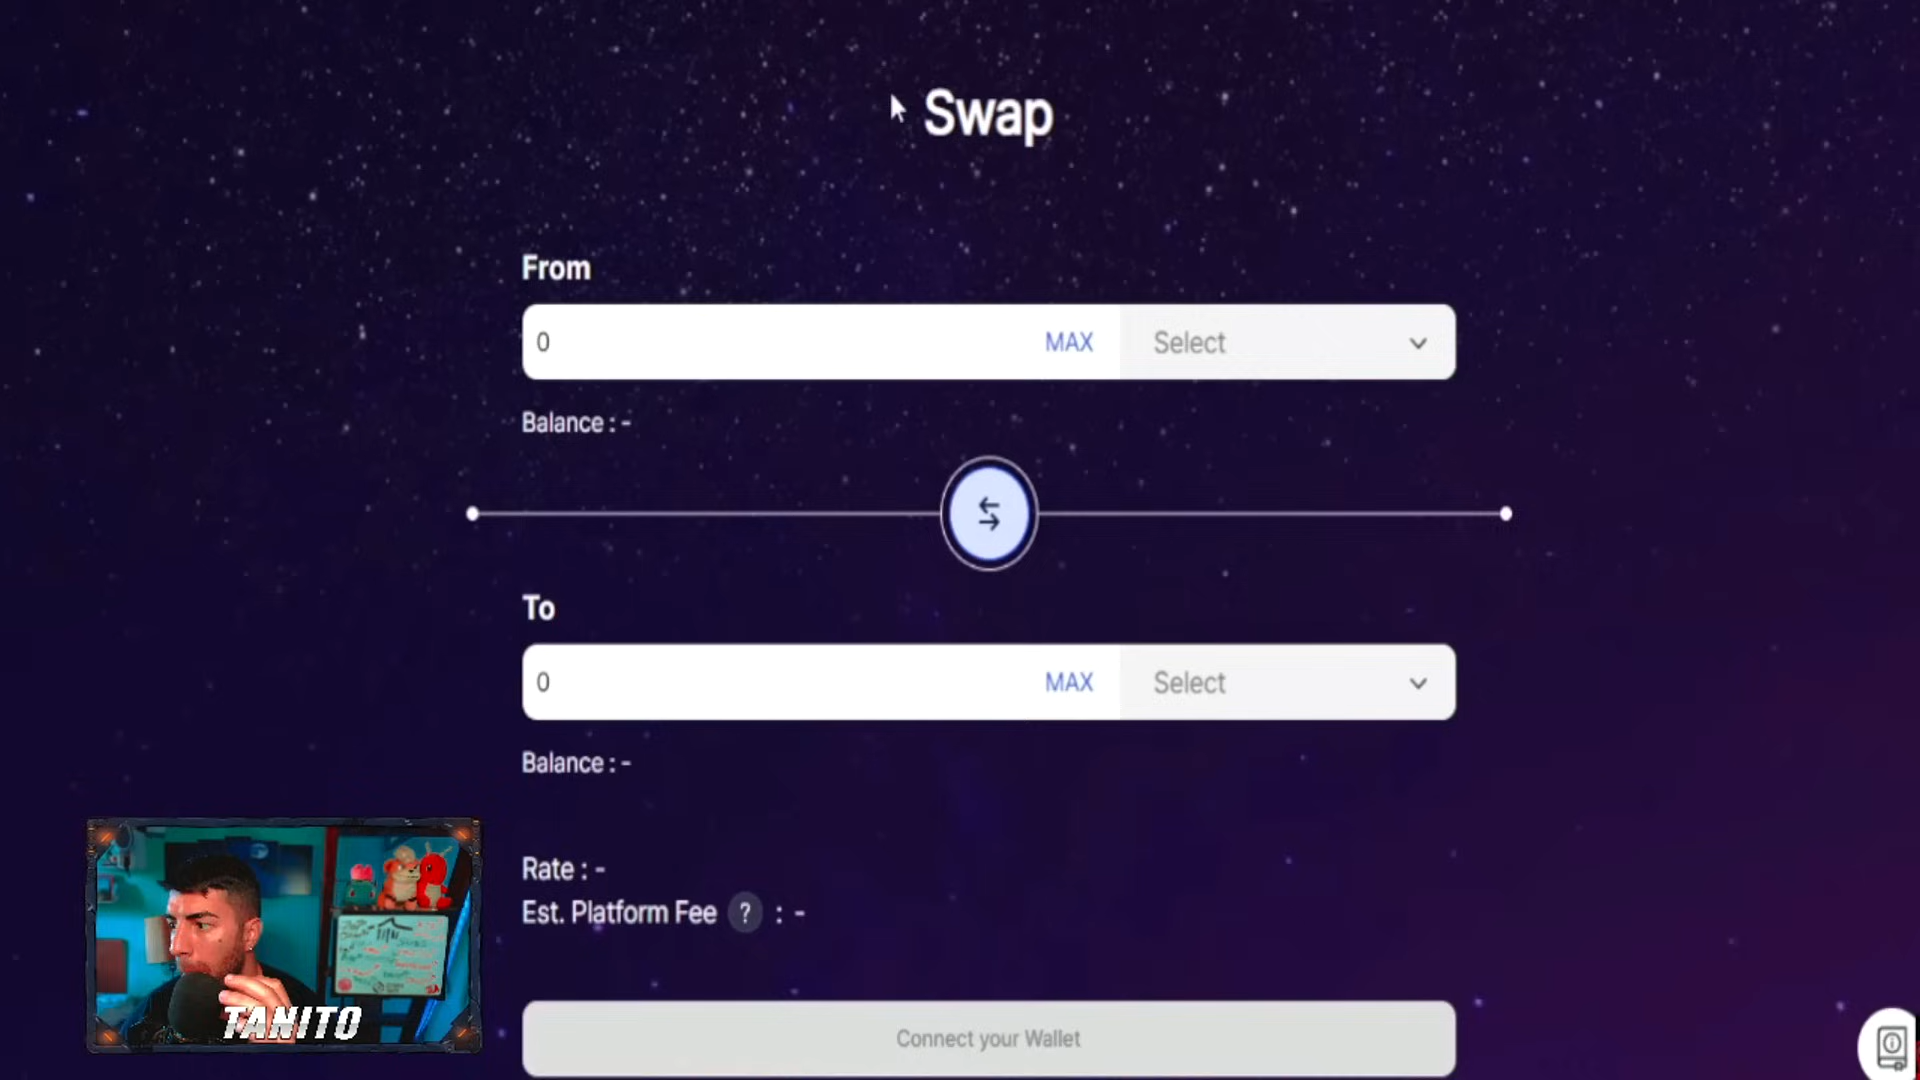 Swap
From
0 MAX Select
Balance : -
To
0 MAX Select
Balance : -
Rate : -
Est. Platform Fee ? : -
Connect your Wallet
TANITO